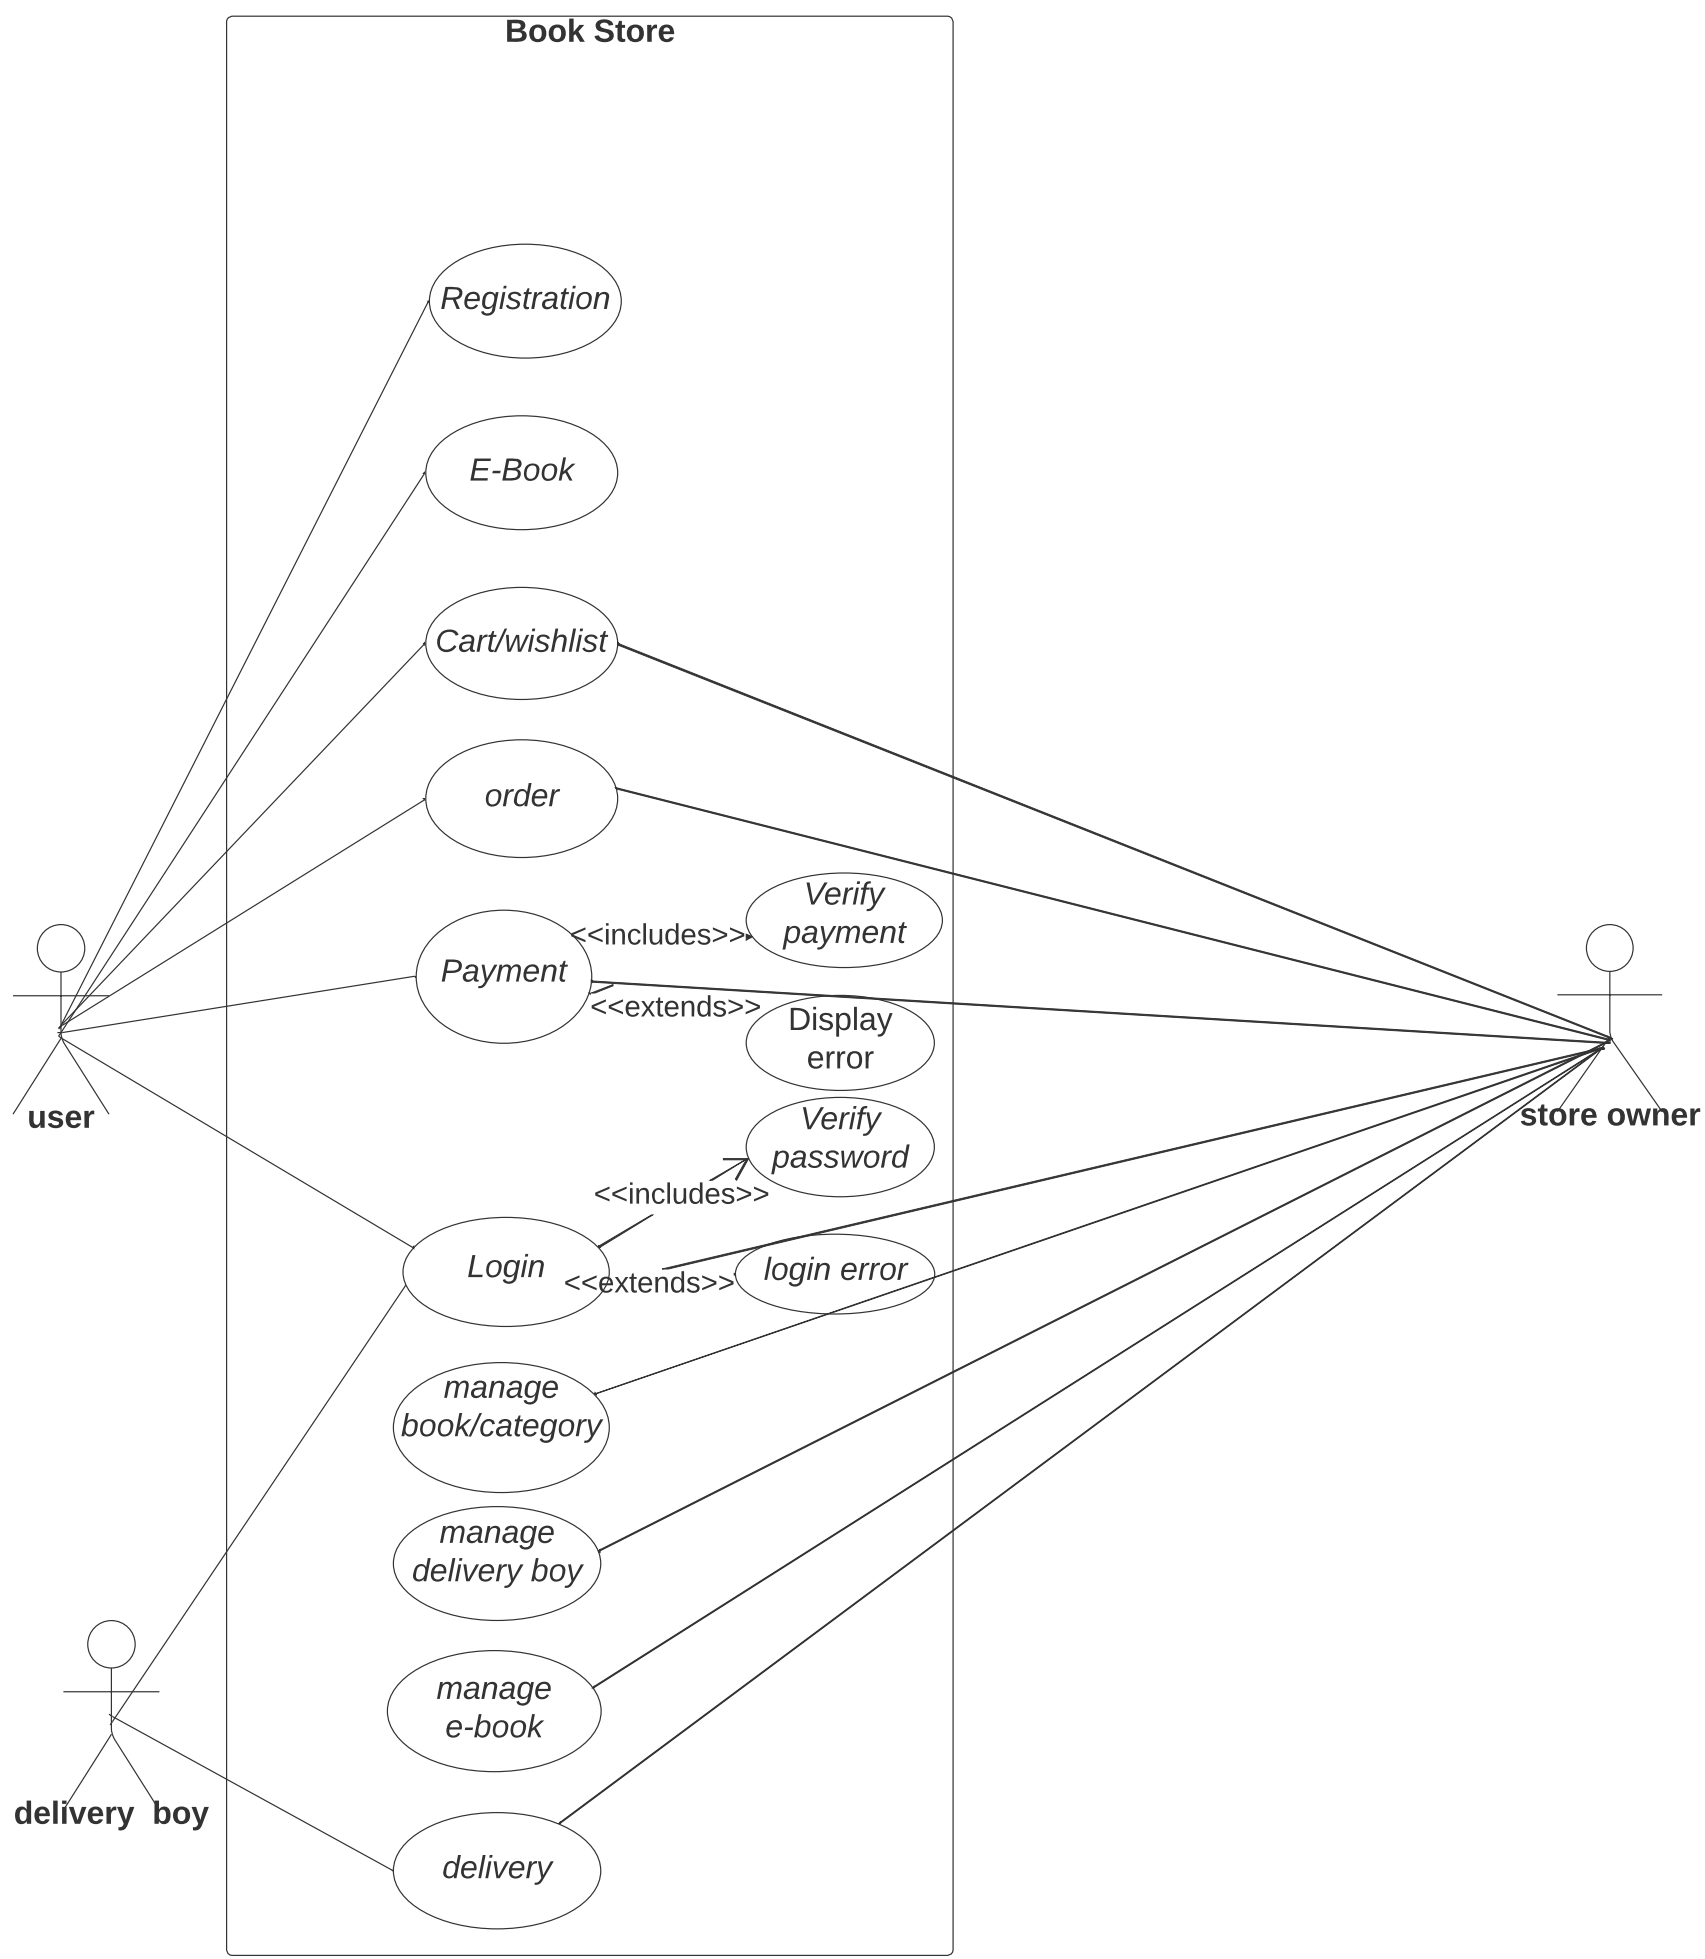 Book Store
Registration
E-Book
Cart/wishlist
order
Verify
payment
<<includes>>
Payment
<<extends>>
Display
error
user
store owner
Verify
password
<<includes>>
Login
<<extends>>
login error
manage
book/category
manage
delivery boy
manage
e-book
delivery boy
delivery